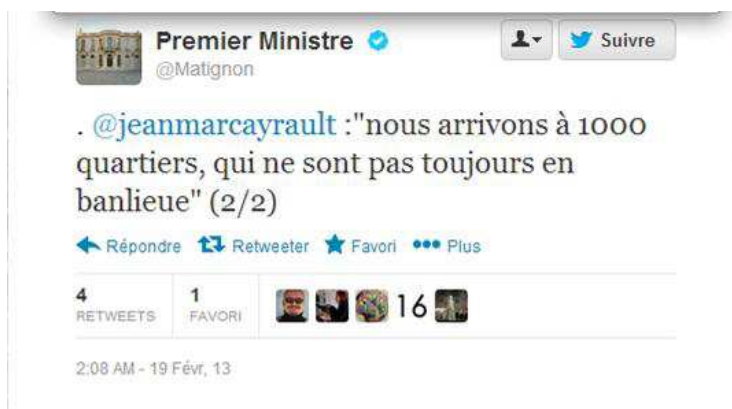 Premier Ministre
Suivre
@Matignon
. @jeanmarcayrault :"nous arrivons à 1000
quartiers, qui ne sont pas toujours en
banlieue" (2/2)
Répondre Retweeter Favori Plus
4 1
RETWEETS FAVORI
16
2:08 AM - 19 Févr, 13